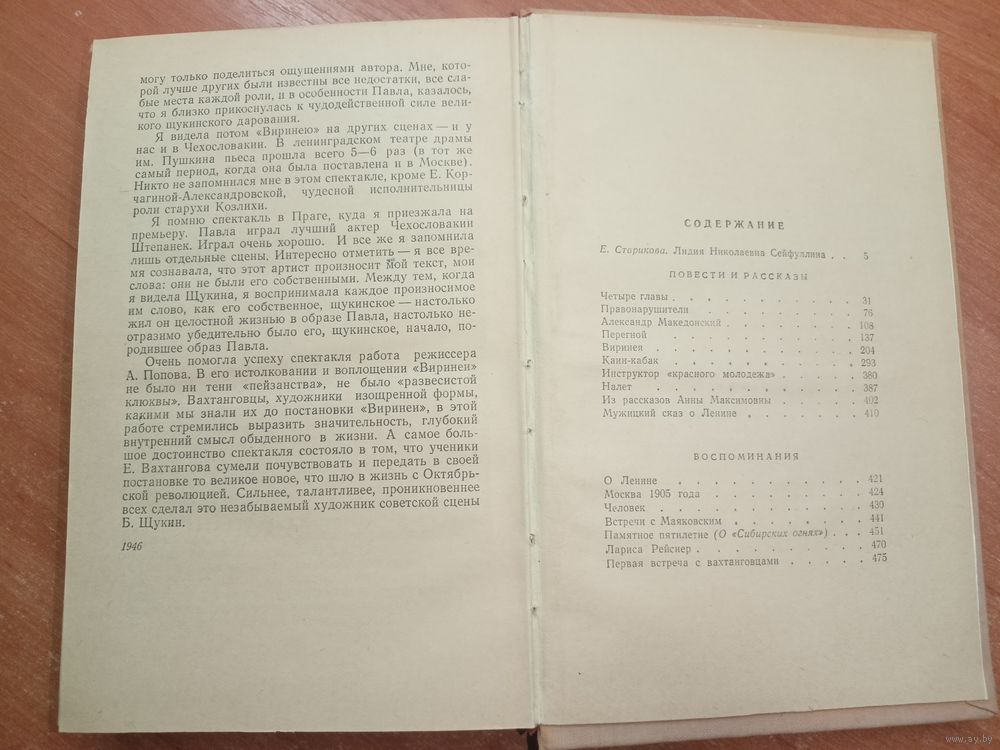 могу только поделиться ощущениями автора. Мне, кото-
рой лучше других были известны все недостатки, все сла-
бые места каждой роли, и в особенности Павла, казалось,
что я близко прикоснулась к чудодейственной силе вели-
кого щукинского дарования.
Я видела потом «Виринею» на других сценах — и у
нас и в Чехословакии. В ленинградском театре драмы
им. Пушкина пьеса прошла всего 5—6 раз (в тот же
самый период, когда она была поставлена и в Москве).
Никто не запомнился мне в этом спектакле, кроме Е. Кор-
чагиной-Александровской, чудесной исполнительницы
роли старухи Козлихи.
Я помню спектакль в Праге, куда я приезжала на
премьеру. Павла играл лучший актер Чехословакии
Штепанек. Играл очень хорошо. И все же я запомнила
лишь отдельные сцены. Интересно отметить — я все вре-
мя сознавала, что этот артист произносит мой текст, мои
слова: они не были его собственными. Между тем, когда
я видела Щукина, я воспринимала каждое произносимое
им слово, как его собственное, щукинское — настолько
жил он целостной жизнью в образе Павла, настолько не-
отразимо убедительно было его, щукинское, начало, по-
родившее образ Павла.
Очень помогла успеху спектакля работа режиссера
А. Попова. В его истолковании и воплощении «Виринеи»
не было ни тени «пейзанства», не было «развесистой
клюквы». Вахтанговцы, художники изощренной формы,
какими мы знали их до постановки «Виринеи», в этой
работе стремились выразить значительность, глубокий
внутренний смысл обыденного в жизни. А самое боль-
шое достоинство спектакля состояло в том, что ученики
Е. Вахтангова сумели почувствовать и передать в своей
постановке то великое новое, что шло в жизнь с Октябрь-
ской революцией. Сильнее, талантливее, проникновеннее
всех сделал это незабываемый художник советской сцены
Б. Щукин.
1946
СОДЕРЖАНИЕ
Е. Старикова. Лидия Николаевна Сейфуллина . . 5
ПОВЕСТИ И РАССКАЗЫ
Четыре главы . . . . . . . . . . . 31
Правонарушители . . . . . . . . . 76
Александр Македонский . . . . . . . . 108
Перегной . . . . . . . . . . . 137
Виринея . . . . . . . . . . . 204
Каин-кабак . . . . . . . . . . 293
Инструктор «красного молодежа» . . . . . 380
Налет . . . . . . . . . . . 387
Из рассказов Анны Максимовны . . . . . 402
Мужицкий сказ о Ленине . . . . . . . 410
ВОСПОМИНАНИЯ
О Ленине . . . . . . . . . . 421
Москва 1905 года . . . . . . . . . 424
Человек . . . . . . . . . . . 430
Встречи с Маяковским . . . . . . . . 441
Памятное пятилетие (О «Сибирских огнях») . . . 451
Лариса Рейснер . . . . . . . . . 470
Первая встреча с вахтанговцами . . . . . 475
www.ay.by